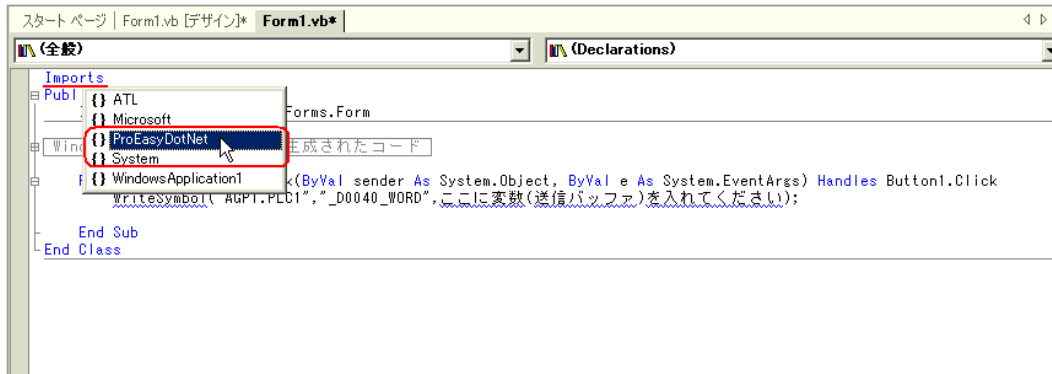 スタート ページ Form1.vb [デザイン]* Form1.vb*
(全般) (Declarations)
Imports
Publ
{} ATL
Forms.Form
{} Microsoft
{} ProEasyDotNet
Wind 生成されたコード
{} System
{} WindowsApplication1
k(ByVal sender As System.Object, ByVal e As System.EventArgs) Handles Button1.Click
WriteSymbol("AGP1.PLC1","_D0040_WORD",ここに変数(送信バッファ)を入れてください);
End Sub
End Class